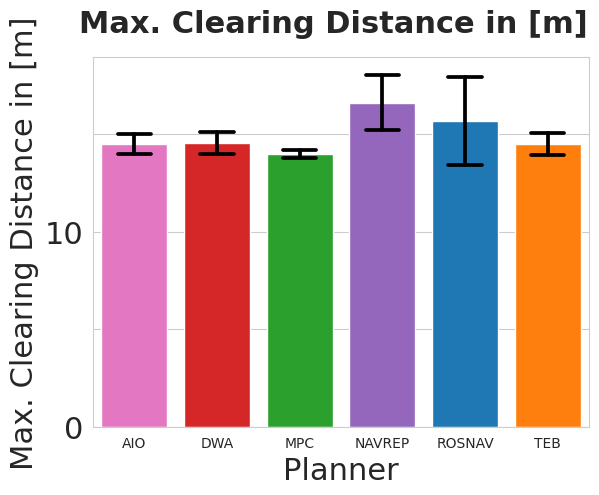 Max. Clearing Distance in [m]
Max. Clearing Distance in [m]
10
0
AIO DWA MPC NAVREP ROSNAV TEB
Planner